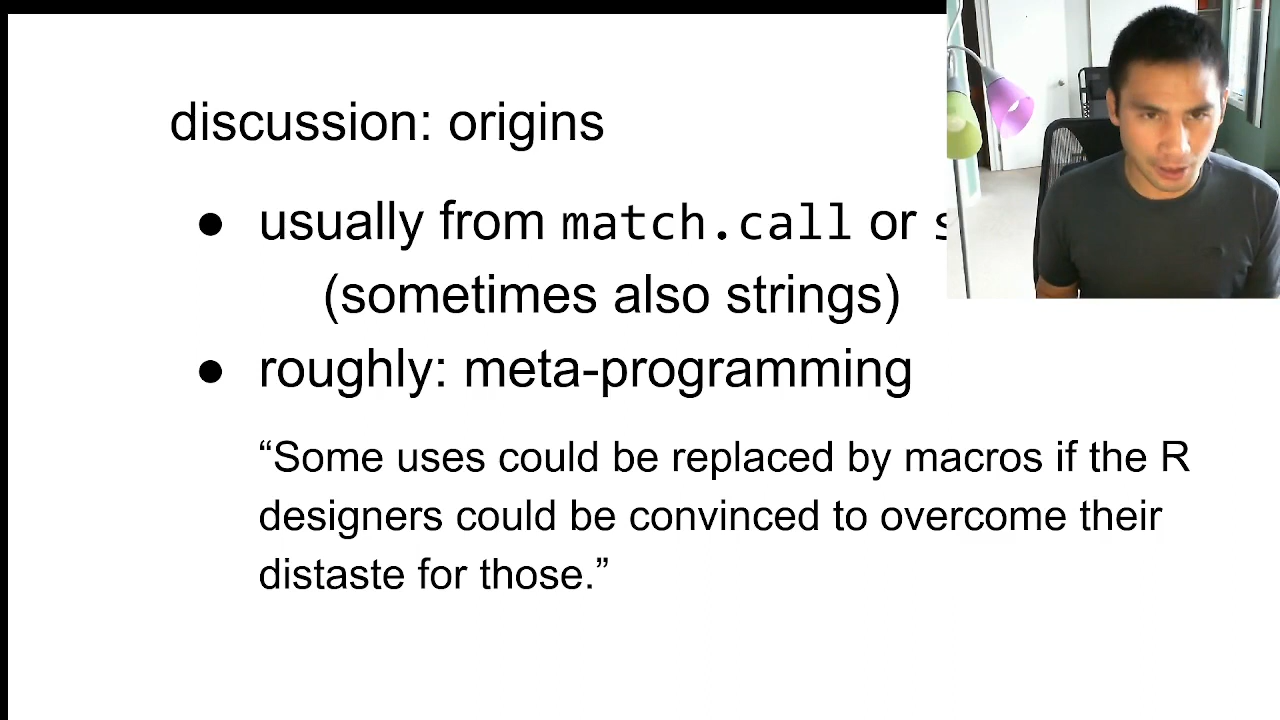 discussion: origins
● usually from match.call or
(sometimes also strings)
● roughly: meta-programming
“Some uses could be replaced by macros if the R
designers could be convinced to overcome their
distaste for those.”